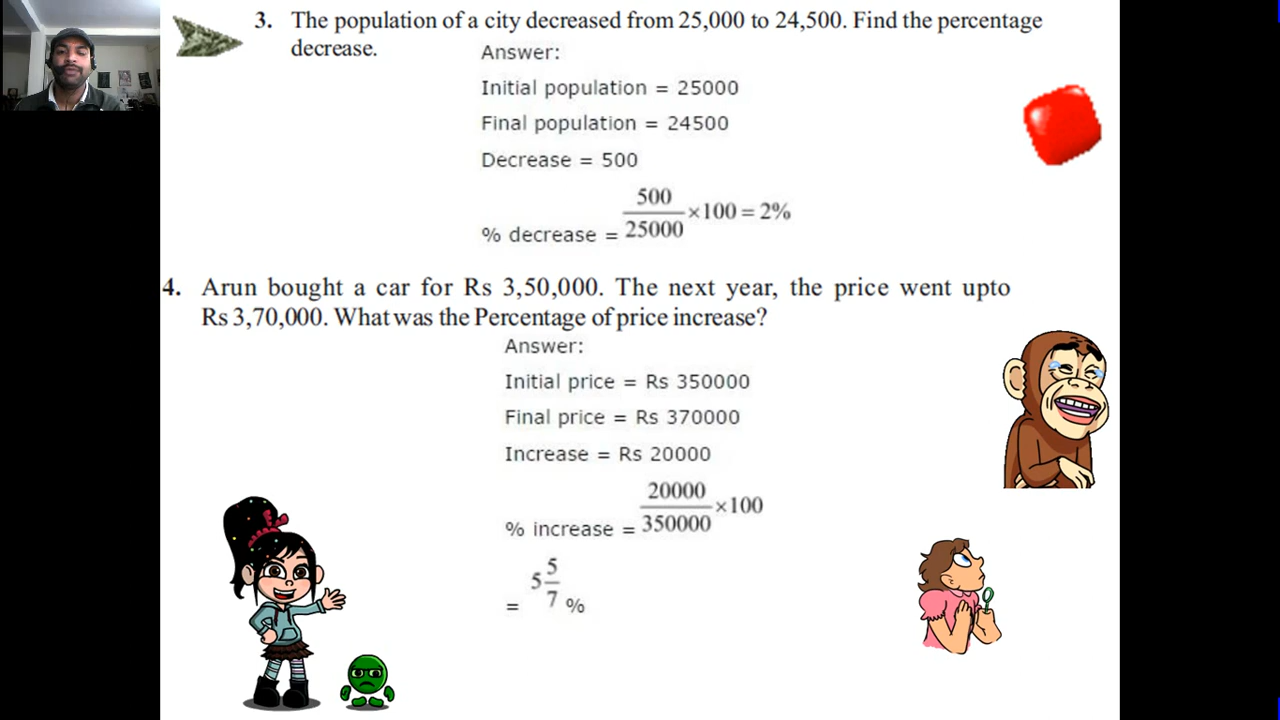 3. The population of a city decreased from 25,000 to 24,500. Find the percentage
decrease.
Answer:
Initial population = 25000
Final population = 24500
Decrease = 500
% decrease = 500/25000 ×100 = 2%
4. Arun bought a car for Rs 3,50,000. The next year, the price went upto
Rs 3,70,000. What was the Percentage of price increase?
Answer:
Initial price = Rs 350000
Final price = Rs 370000
Increase = Rs 20000
% increase = 20000/350000 ×100
= 5 5/7 %